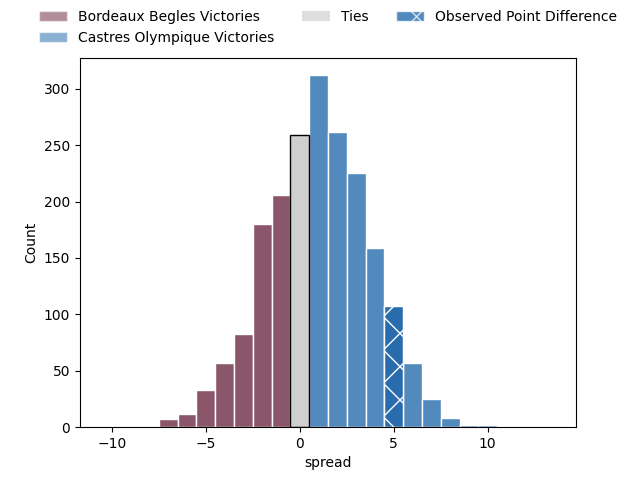 Bordeaux Begles Victories Ties Observed Point Difference
Castres Olympique Victories
300
250
200
150
100
50
0
Count
−10 −5 0 5 10
spread